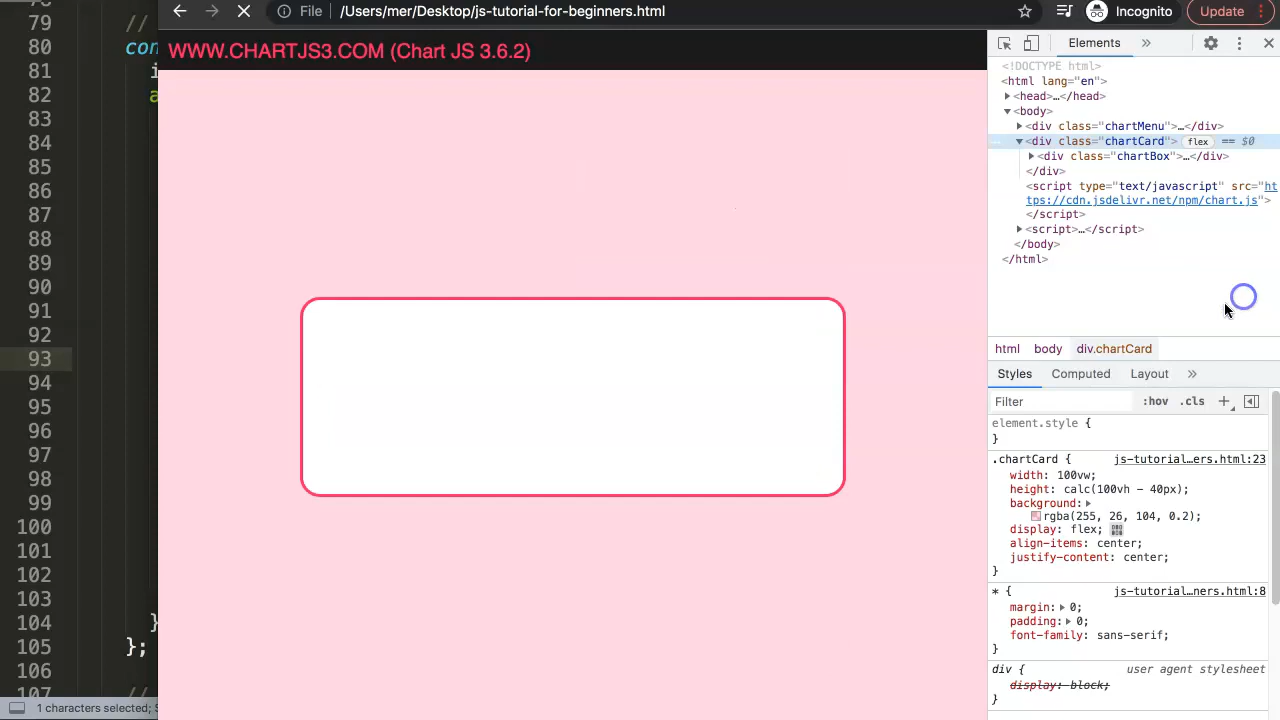 File /Users/mer/Desktop/js-tutorial-for-beginners.html
Incognito
Update
WWW.CHARTJS3.COM (Chart JS 3.6.2)
79 //
80 con
81 i
82 a
83
84
85
86
87
88
89
90
91
92
93
94
95
96
97
98
99
100
101
102
103
104 }
105 };
106
107 //
1 characters selected;
Elements »
<!DOCTYPE html>
<html lang="en">
<head>…</head>
<body>
<div class="chartMenu">…</div>
<div class="chartCard"> flex == $0
<div class="chartBox">…</div>
</div>
<script type="text/javascript" src="ht
tps://cdn.jsdelivr.net/npm/chart.js">
</script>
<script>…</script>
</body>
</html>
html body div.chartCard
Styles Computed Layout »
Filter :hov .cls +
element.style {
}
.chartCard { js-tutorial…ers.html:23
width: 100vw;
height: calc(100vh - 40px);
background:
rgba(255, 26, 104, 0.2);
display: flex;
align-items: center;
justify-content: center;
}
* { js-tutorial…ners.html:8
margin: 0;
padding: 0;
font-family: sans-serif;
}
div { user agent stylesheet
display: block;
}